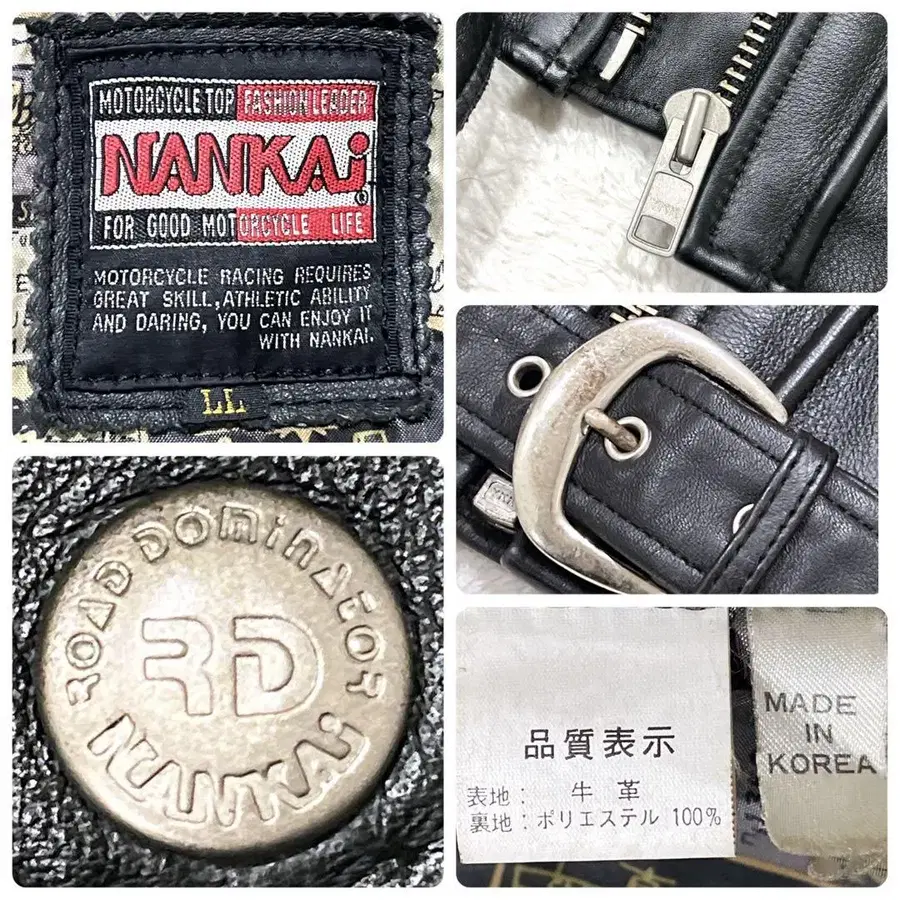 MOTORCYCLE TOP FASHION LEADER
NANKAi
®
FOR GOOD MOTORCYCLE LIFE
MOTORCYCLE RACING REQUIRES
GREAT SKILL, ATHLETIC ABILITY
AND DARING, YOU CAN ENJOY IT
WITH NANKAI.
LL
ROAD DOMiNATOR
RD
NANKAi
品質表示
表地: 牛革
裏地: ポリエステル 100%
MADE
IN
KOREA